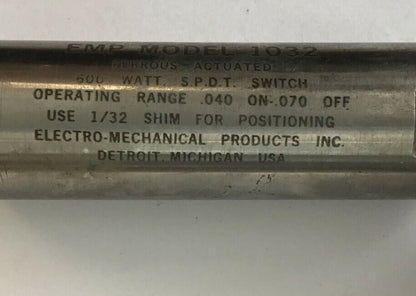 EMP MODEL 1032
FERROUS-ACTUATED
600 WATT. S.P.D.T. SWITCH
OPERATING RANGE .040 ON-.070 OFF
USE 1/32 SHIM FOR POSITIONING
ELECTRO-MECHANICAL PRODUCTS INC.
DETROIT, MICHIGAN USA